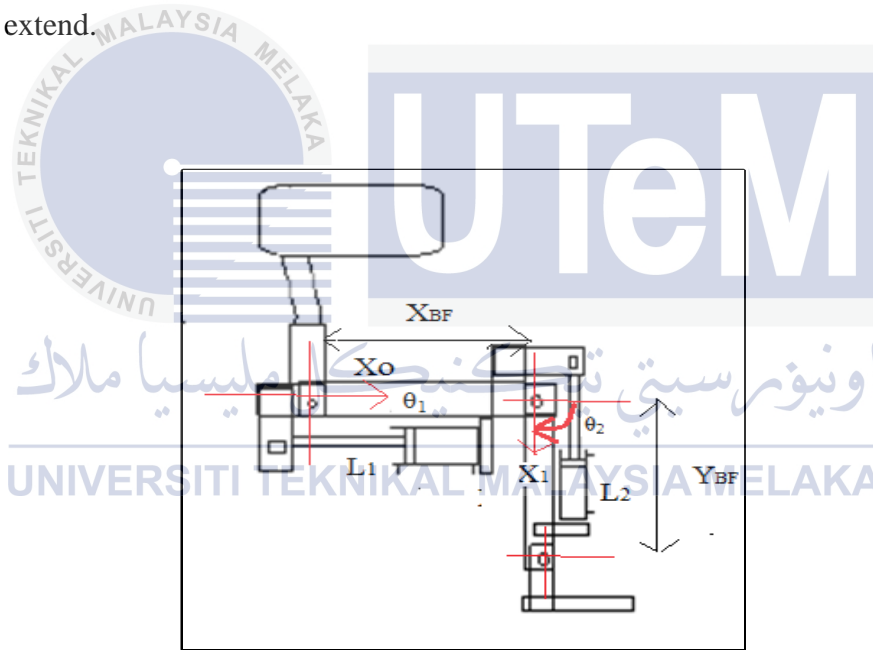 extend.
UNIVERSITI TEKNIKAL MALAYSIA MELAKA
UTeM
XBF
Xo
θ1
θ2
L1
X1
L2
YBF
اونيۏرسيتي تيكنيكل مليسيا ملاك
UNIVERSITI TEKNIKAL MALAYSIA MELAKA